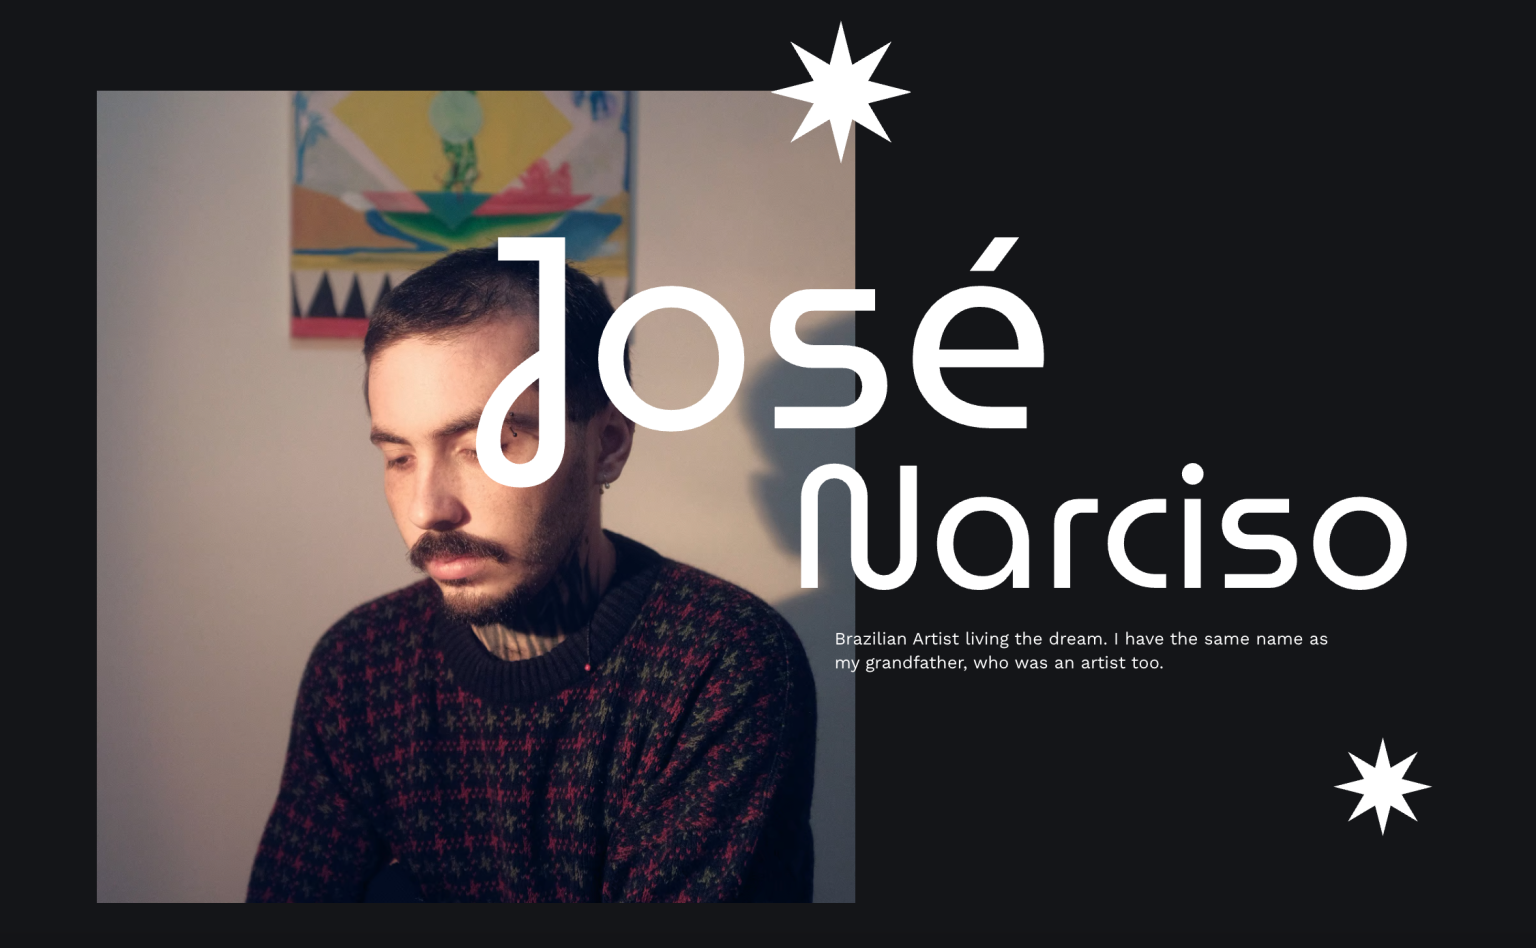 José
Narciso
Brazilian Artist living the dream. I have the same name as
my grandfather, who was an artist too.